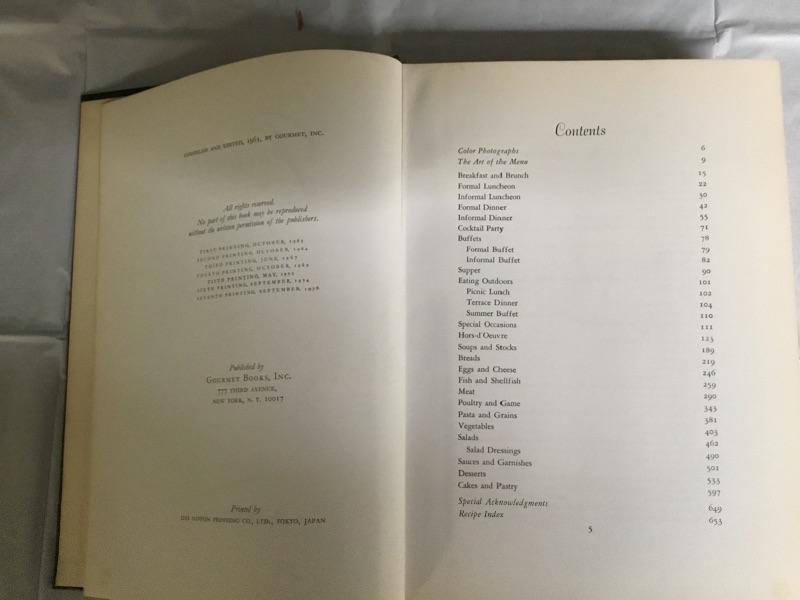 COMPILED AND EDITED, 1963, BY GOURMET, INC.
All rights reserved.
No part of this book may be reproduced
without the written permission of the publishers.
FIRST PRINTING, OCTOBER, 1963
SECOND PRINTING, OCTOBER, 1964
THIRD PRINTING, JUNE, 1967
FOURTH PRINTING, OCTOBER, 1969
FIFTH PRINTING, MAY,
SIXTH PRINTING, SEPTEMBER, 1974
SEVENTH PRINTING, SEPTEMBER, 1976
Published by
GOURMET BOOKS, INC.
777 THIRD AVENUE,
NEW YORK, N. Y. 10017
Printed by
DAI NIPPON PRINTING CO., LTD., TOKYO, JAPAN
Contents
Color Photographs 6
The Art of the Menu 9
Breakfast and Brunch 15
Formal Luncheon 22
Informal Luncheon 30
Formal Dinner 42
Informal Dinner 55
Cocktail Party 71
Buffets 78
Formal Buffet 79
Informal Buffet 82
Supper 90
Eating Outdoors 101
Picnic Lunch 102
Terrace Dinner 104
Summer Buffet 110
Special Occasions 111
Hors-d'Oeuvre 123
Soups and Stocks 189
Breads 219
Eggs and Cheese 246
Fish and Shellfish 259
Meat 290
Poultry and Game 343
Pasta and Grains 381
Vegetables 403
Salads 462
Salad Dressings 490
Sauces and Garnishes 501
Desserts 533
Cakes and Pastry 597
Special Acknowledgments 649
Recipe Index 653
5